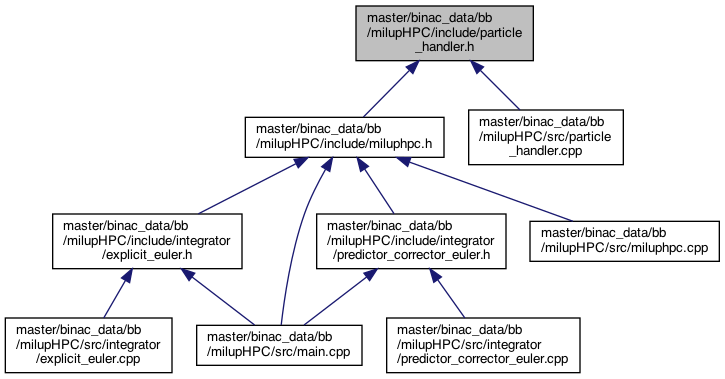 master/binac_data/bb
/milupHPC/include/particle
_handler.h
master/binac_data/bb
/milupHPC/include/miluphpc.h
master/binac_data/bb
/milupHPC/src/particle
_handler.cpp
master/binac_data/bb
/milupHPC/include/integrator
/explicit_euler.h
master/binac_data/bb
/milupHPC/include/integrator
/predictor_corrector_euler.h
master/binac_data/bb
/milupHPC/src/miluphpc.cpp
master/binac_data/bb
/milupHPC/src/integrator
/explicit_euler.cpp
master/binac_data/bb
/milupHPC/src/main.cpp
master/binac_data/bb
/milupHPC/src/integrator
/predictor_corrector_euler.cpp